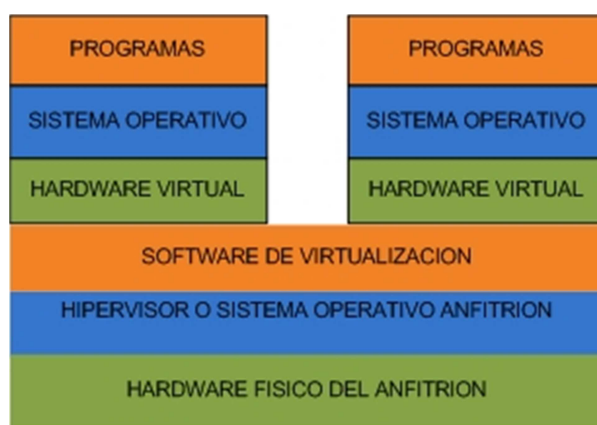 PROGRAMAS
SISTEMA OPERATIVO
HARDWARE VIRTUAL
PROGRAMAS
SISTEMA OPERATIVO
HARDWARE VIRTUAL
SOFTWARE DE VIRTUALIZACION
HIPERVISOR O SISTEMA OPERATIVO ANFITRION
HARDWARE FISICO DEL ANFITRION